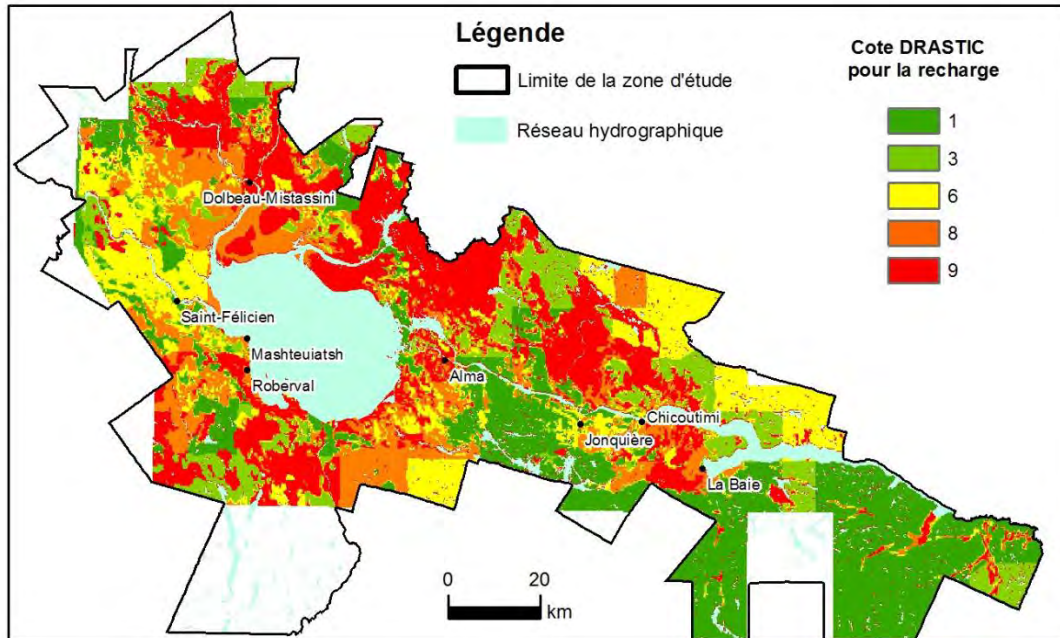 Légende
Limite de la zone d'étude
Réseau hydrographique
Cote DRASTIC
pour la recharge
1
3
6
8
9
Dolbeau-Mistassini
Saint-Félicien
Mashteuiatsh
Roberval
Alma
Chicoutimi
Jonquière
La Baie
0 20
km